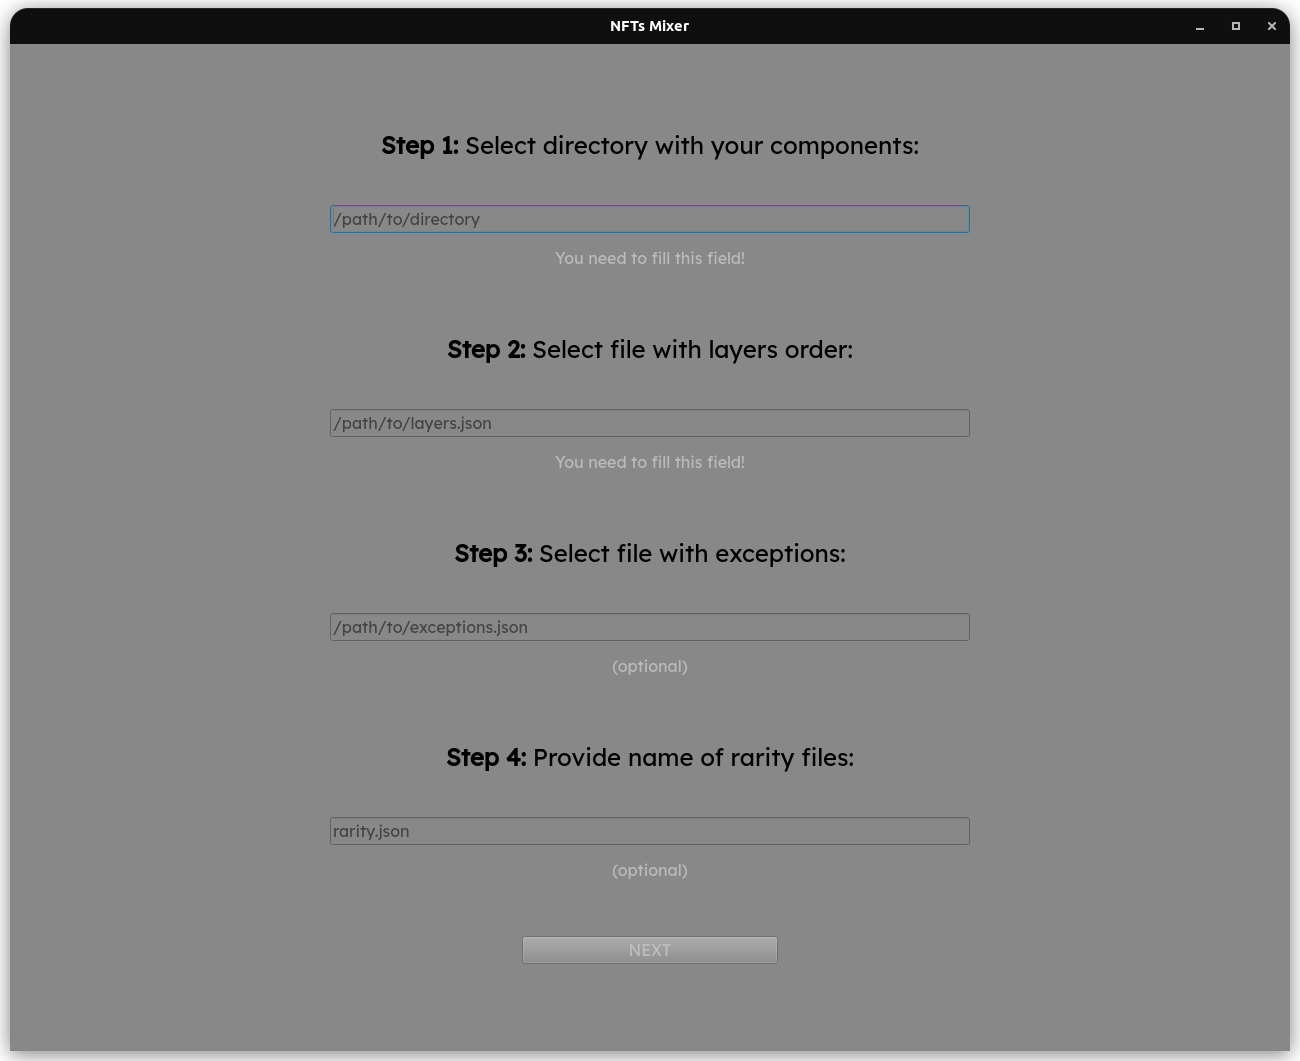 NFTs Mixer
Step 1: Select directory with your components:
/path/to/directory
You need to fill this field!
Step 2: Select file with layers order:
/path/to/layers.json
You need to fill this field!
Step 3: Select file with exceptions:
/path/to/exceptions.json
(optional)
Step 4: Provide name of rarity files:
rarity.json
(optional)
NEXT